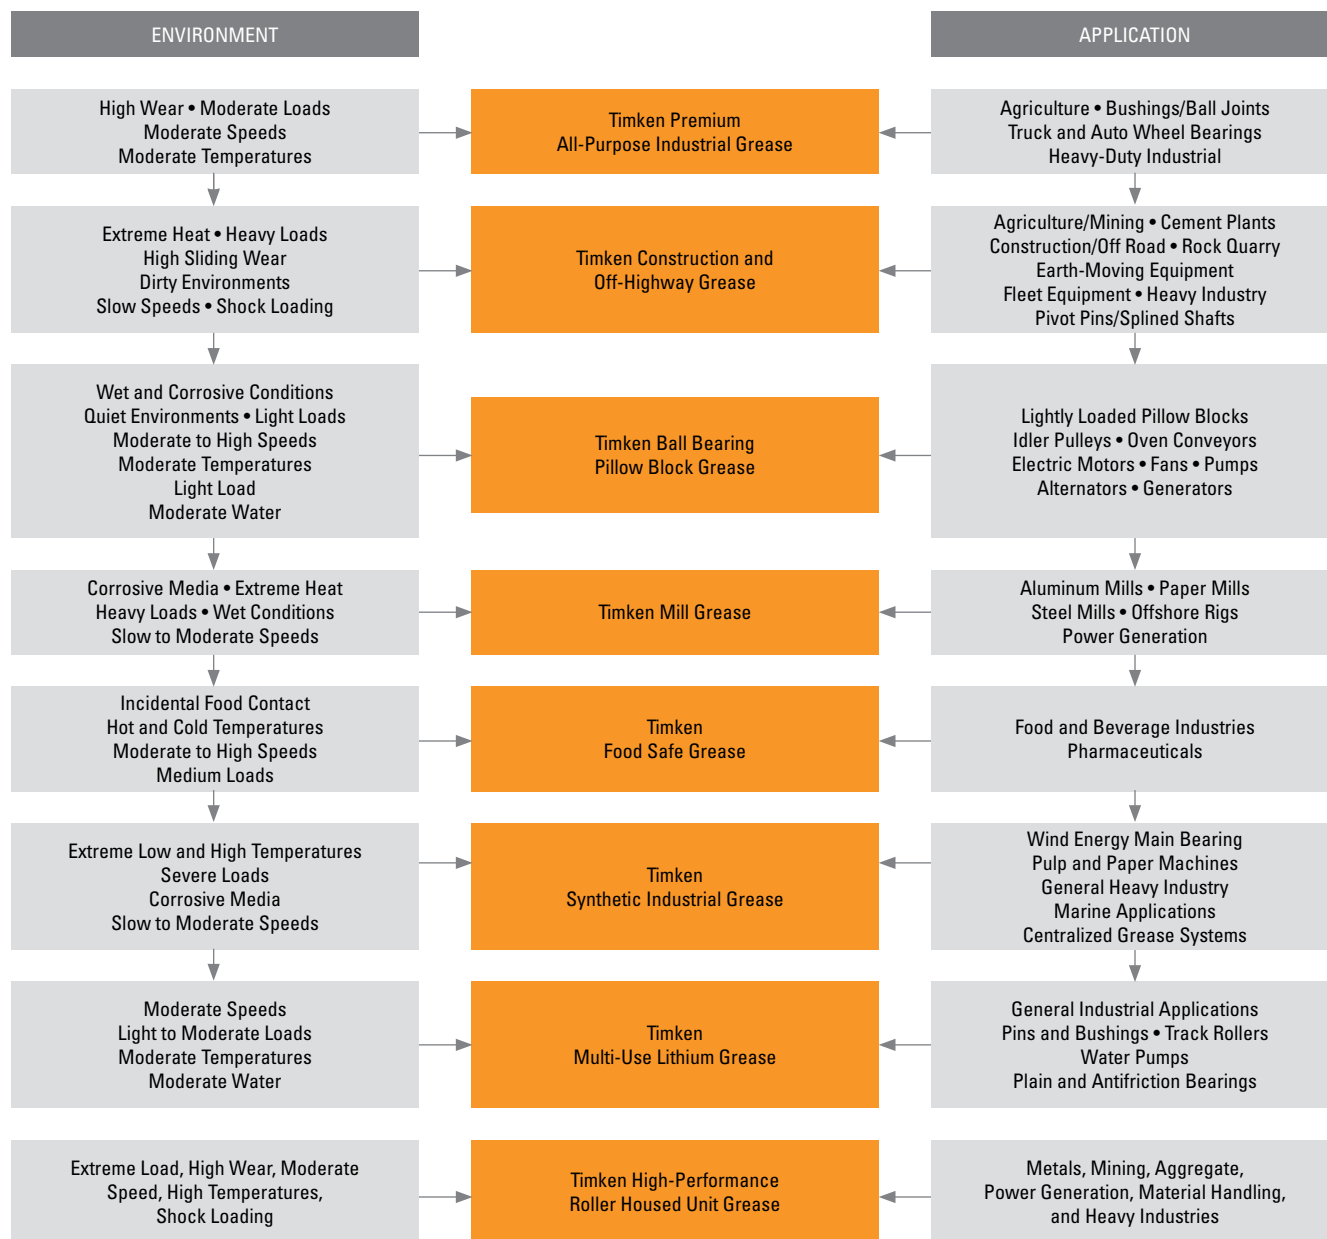 ENVIRONMENT
APPLICATION
High Wear • Moderate Loads
Moderate Speeds
Moderate Temperatures
Timken Premium
All-Purpose Industrial Grease
Agriculture • Bushings/Ball Joints
Truck and Auto Wheel Bearings
Heavy-Duty Industrial
Extreme Heat • Heavy Loads
High Sliding Wear
Dirty Environments
Slow Speeds • Shock Loading
Timken Construction and
Off-Highway Grease
Agriculture/Mining • Cement Plants
Construction/Off Road • Rock Quarry
Earth-Moving Equipment
Fleet Equipment • Heavy Industry
Pivot Pins/Splined Shafts
Wet and Corrosive Conditions
Quiet Environments • Light Loads
Moderate to High Speeds
Moderate Temperatures
Light Load
Moderate Water
Timken Ball Bearing
Pillow Block Grease
Lightly Loaded Pillow Blocks
Idler Pulleys • Oven Conveyors
Electric Motors • Fans • Pumps
Alternators • Generators
Corrosive Media • Extreme Heat
Heavy Loads • Wet Conditions
Slow to Moderate Speeds
Timken Mill Grease
Aluminum Mills • Paper Mills
Steel Mills • Offshore Rigs
Power Generation
Incidental Food Contact
Hot and Cold Temperatures
Moderate to High Speeds
Medium Loads
Timken
Food Safe Grease
Food and Beverage Industries
Pharmaceuticals
Extreme Low and High Temperatures
Severe Loads
Corrosive Media
Slow to Moderate Speeds
Timken
Synthetic Industrial Grease
Wind Energy Main Bearing
Pulp and Paper Machines
General Heavy Industry
Marine Applications
Centralized Grease Systems
Moderate Speeds
Light to Moderate Loads
Moderate Temperatures
Moderate Water
Timken
Multi-Use Lithium Grease
General Industrial Applications
Pins and Bushings • Track Rollers
Water Pumps
Plain and Antifriction Bearings
Extreme Load, High Wear, Moderate
Speed, High Temperatures,
Shock Loading
Timken High-Performance
Roller Housed Unit Grease
Metals, Mining, Aggregate,
Power Generation, Material Handling,
and Heavy Industries